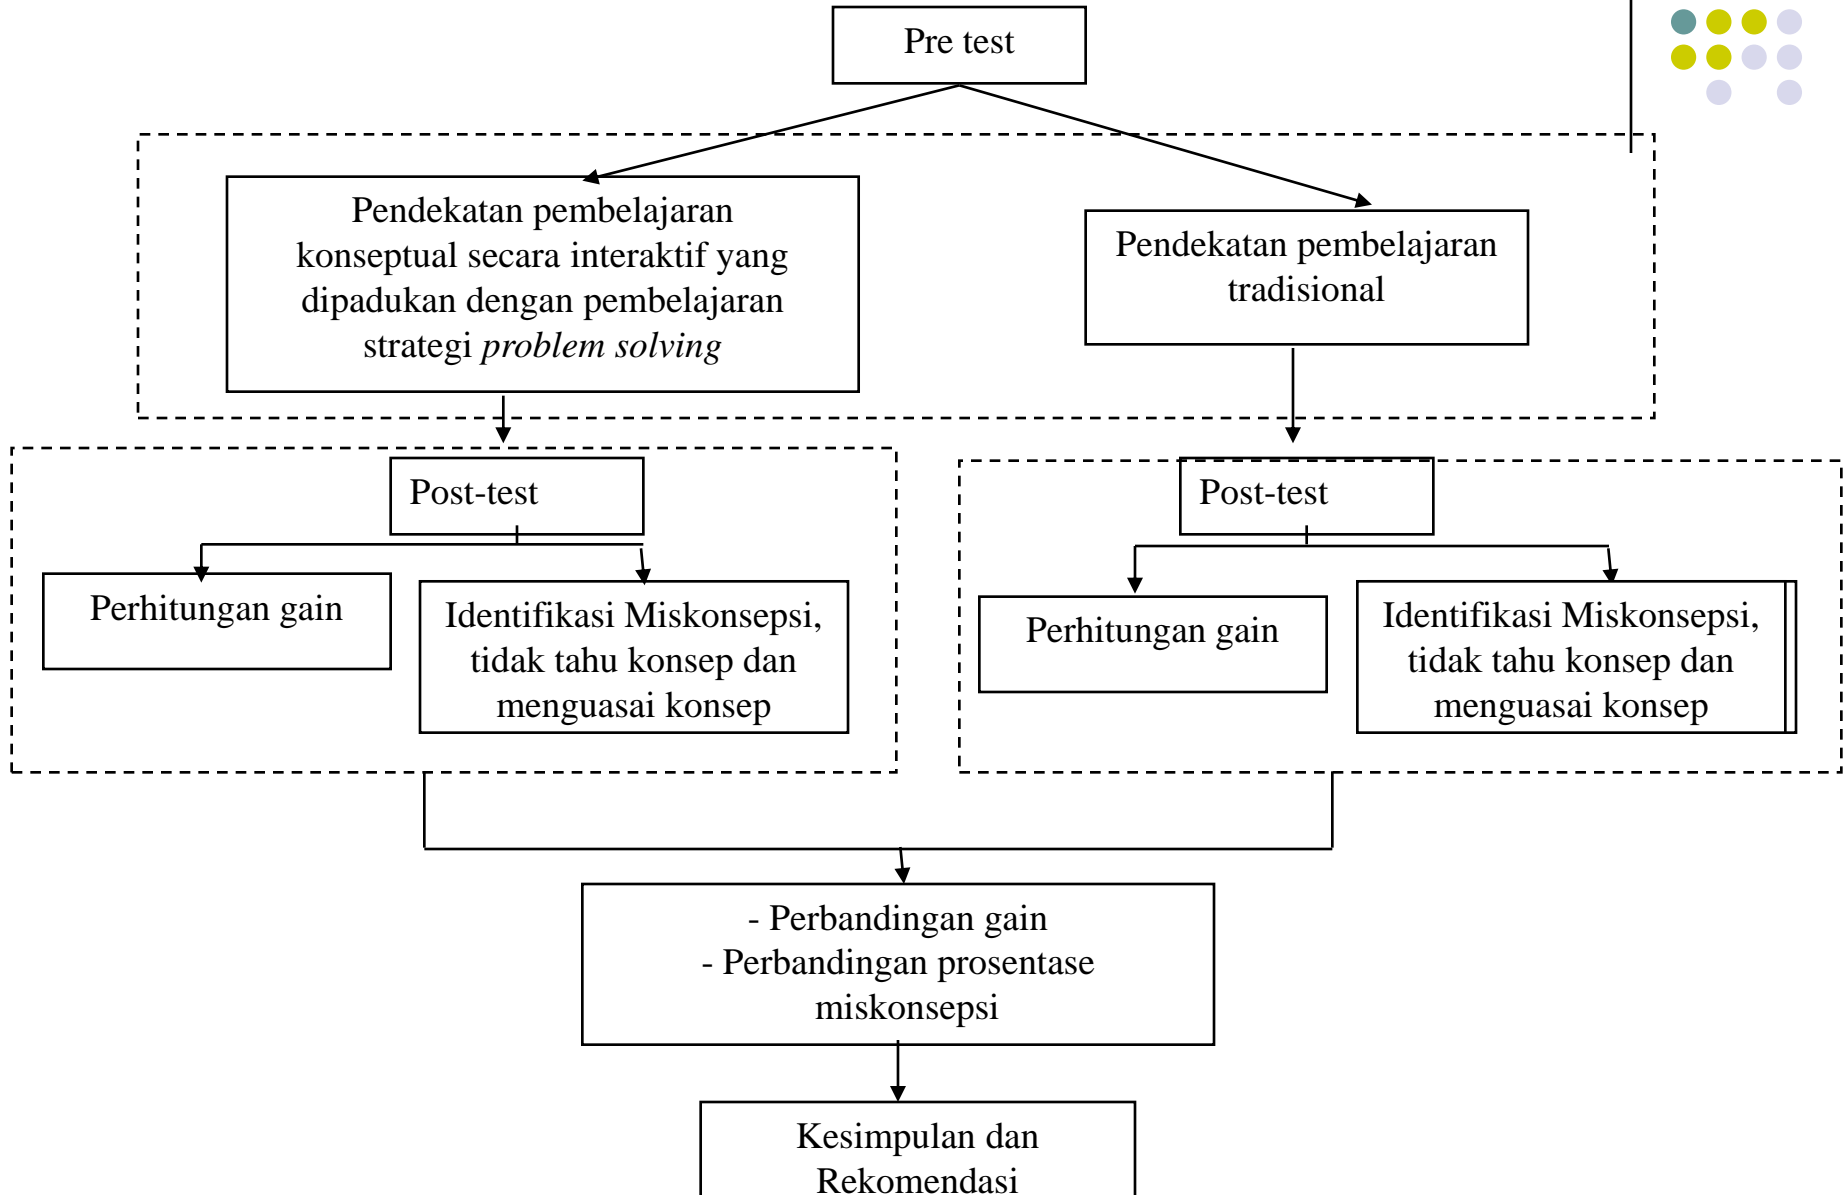 Pre test
Pendekatan pembelajaran
konseptual secara interaktif yang
dipadukan dengan pembelajaran
strategi problem solving
Pendekatan pembelajaran
tradisional
Post-test
Post-test
Perhitungan gain
Identifikasi Miskonsepsi,
tidak tahu konsep dan
menguasai konsep
Perhitungan gain
Identifikasi Miskonsepsi,
tidak tahu konsep dan
menguasai konsep
- Perbandingan gain
- Perbandingan prosentase
miskonsepsi
Kesimpulan dan
Rekomendasi